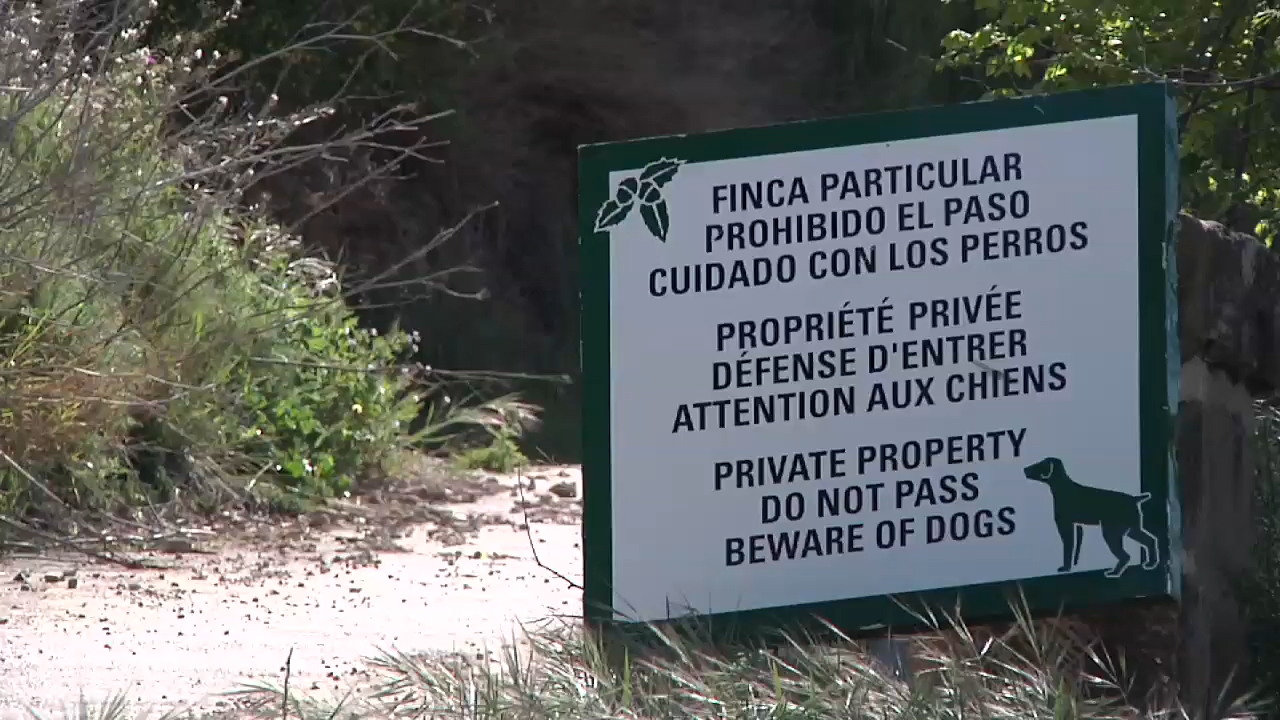 FINCA PARTICULAR
PROHIBIDO EL PASO
CUIDADO CON LOS PERROS
PROPRIÉTÉ PRIVÉE
DÉFENSE D'ENTRER
ATTENTION AUX CHIENS
PRIVATE PROPERTY
DO NOT PASS
BEWARE OF DOGS